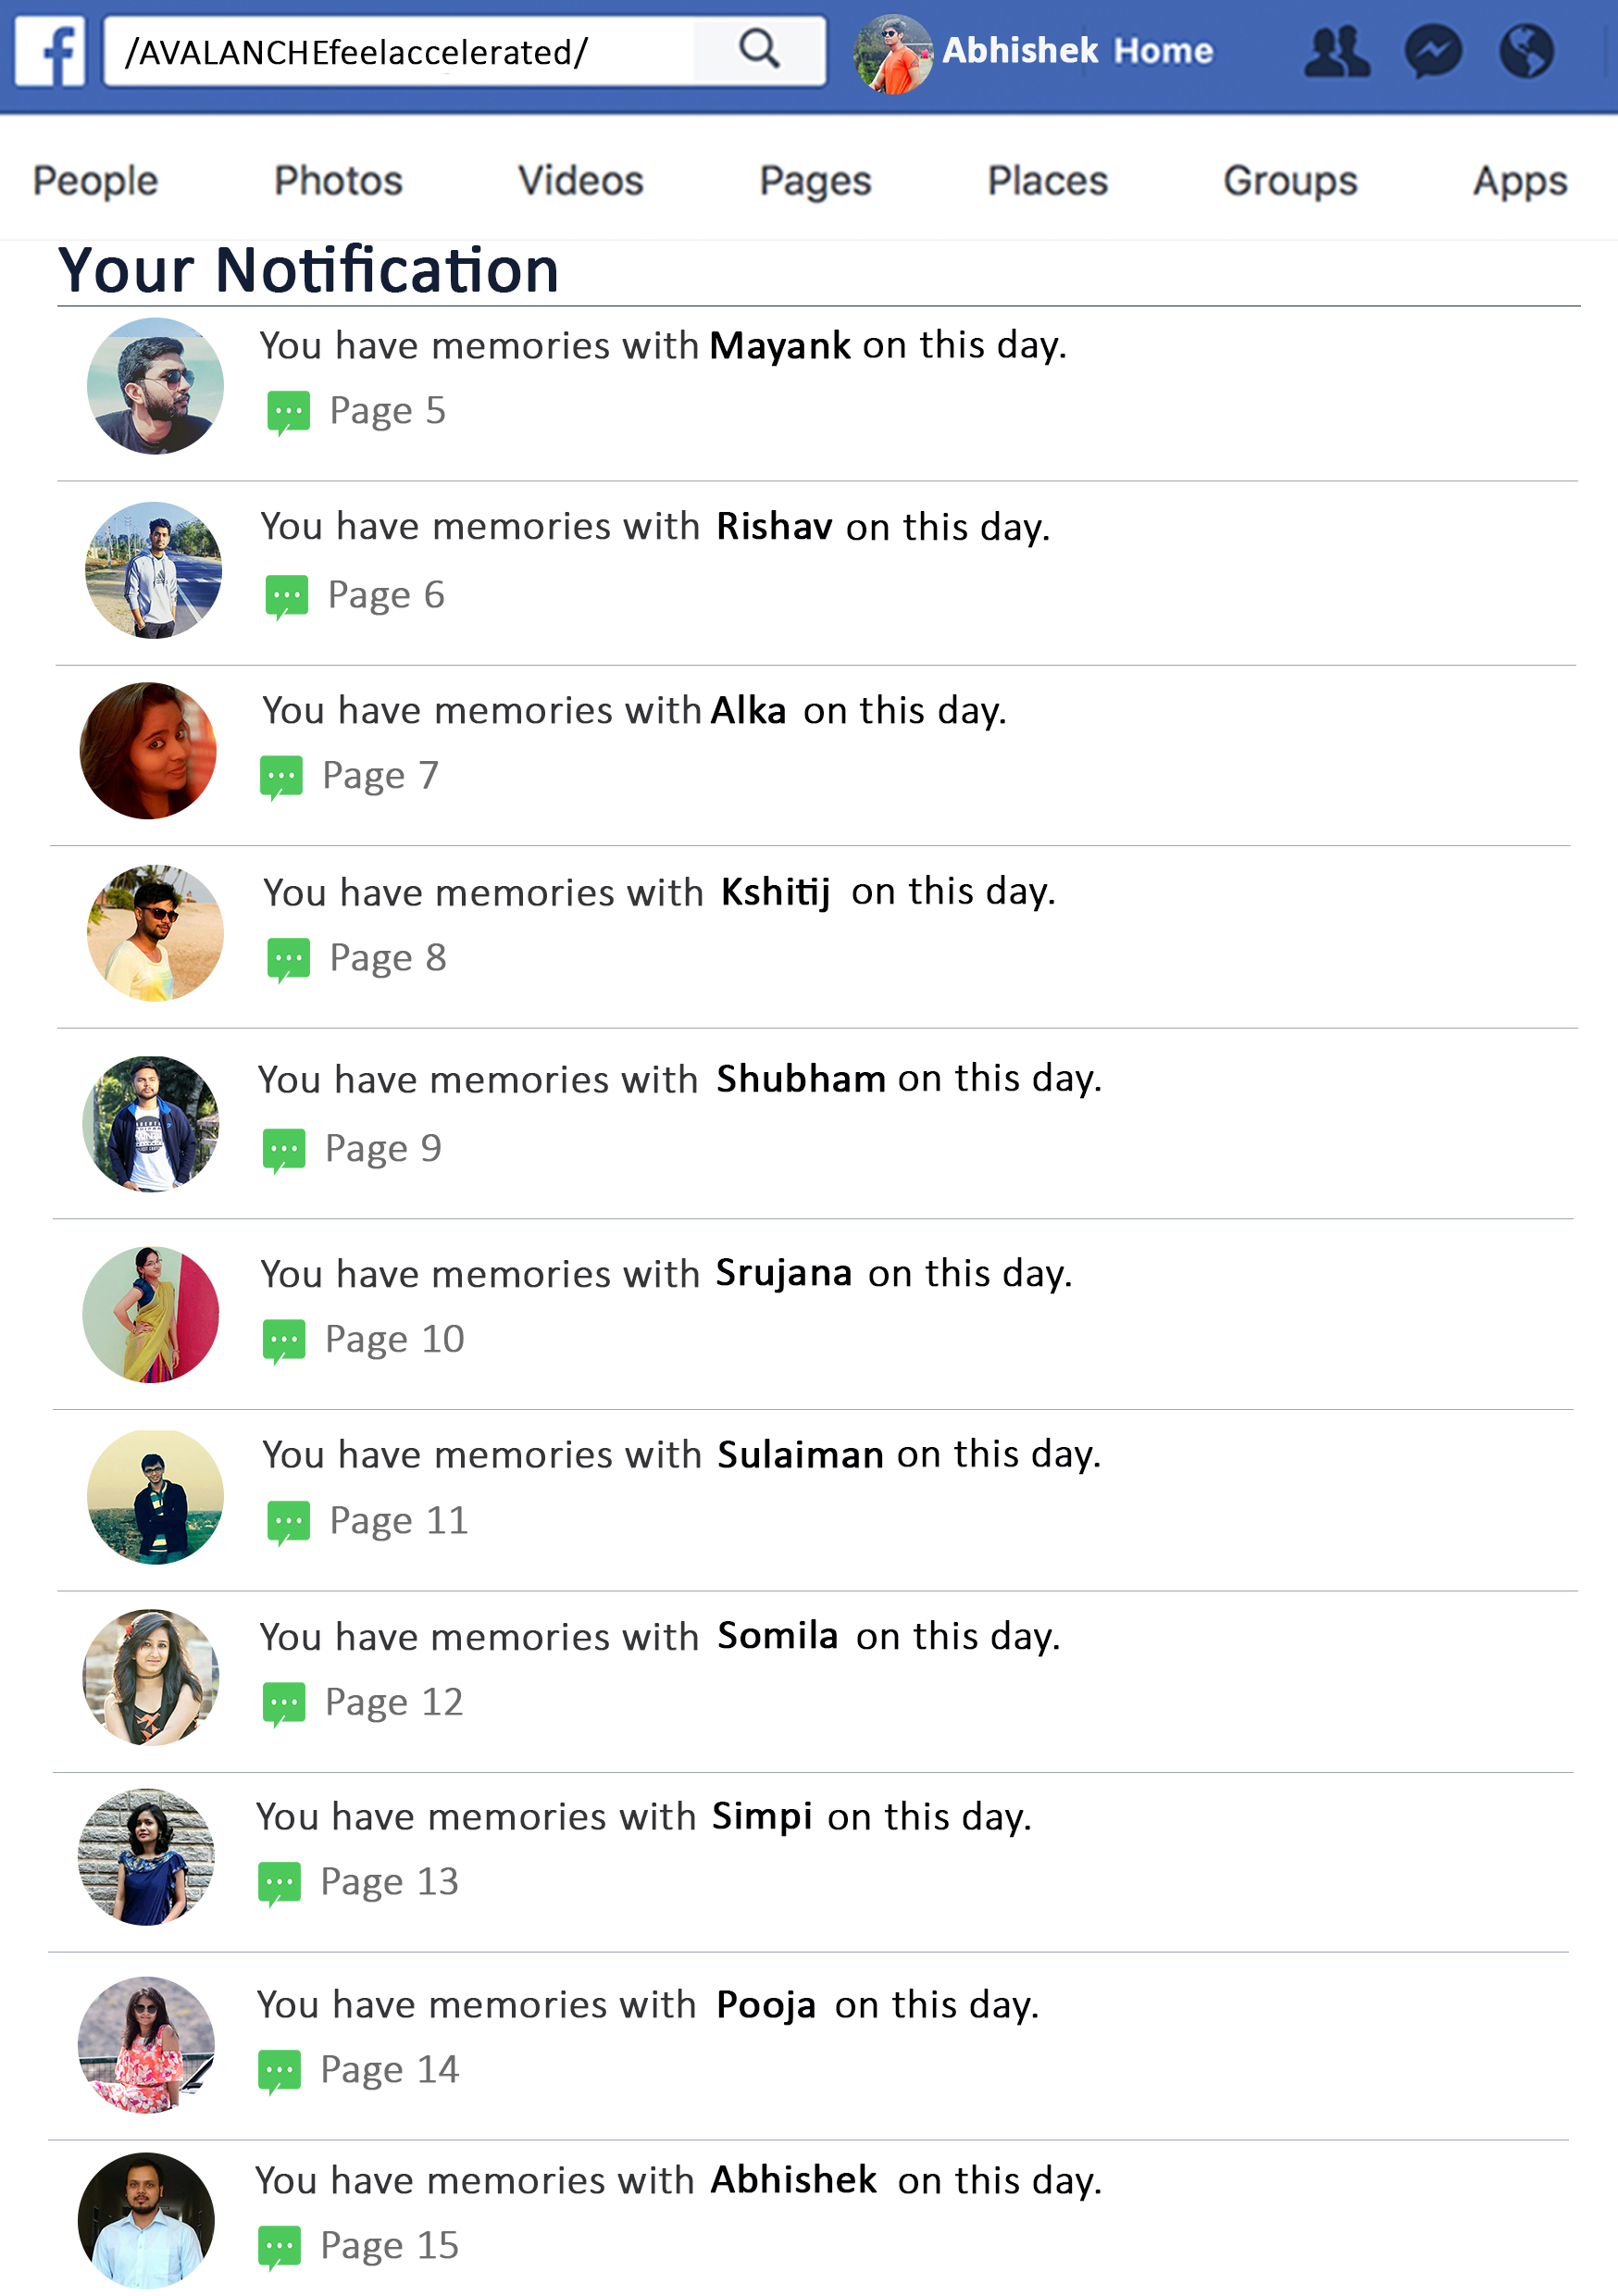 f /AVALANCHEfeelaccelerated/ Abhishek Home
People Photos Videos Pages Places Groups Apps
Your Notification
You have memories with Mayank on this day.
Page 5
You have memories with Rishav on this day.
Page 6
You have memories with Alka on this day.
Page 7
You have memories with Kshitij on this day.
Page 8
You have memories with Shubham on this day.
Page 9
You have memories with Srujana on this day.
Page 10
You have memories with Sulaiman on this day.
Page 11
You have memories with Somila on this day.
Page 12
You have memories with Simpi on this day.
Page 13
You have memories with Pooja on this day.
Page 14
You have memories with Abhishek on this day.
Page 15